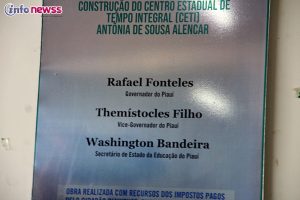 infonewss
CONSTRUÇÃO DO CENTRO ESTADUAL DE
TEMPO INTEGRAL (CETI)
ANTÔNIA DE SOUSA ALENCAR
Rafael Fonteles
Governador do Piauí
Themístocles Filho
Vice-Governador do Piauí
Washington Bandeira
Secretário de Estado da Educação do Piauí
OBRA REALIZADA COM RECURSOS DOS IMPOSTOS PAGOS